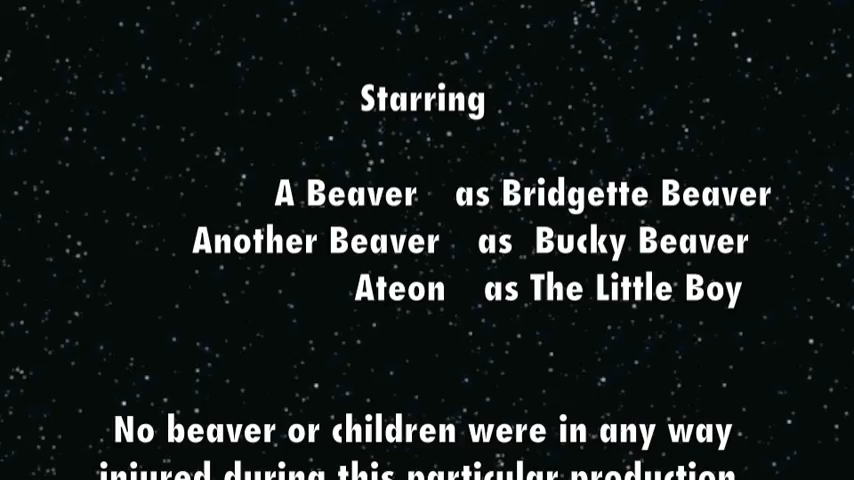 Starring
A Beaver as Bridgette Beaver
Another Beaver as Bucky Beaver
Ateon as The Little Boy
No beaver or children were in any way
injured during this particular production